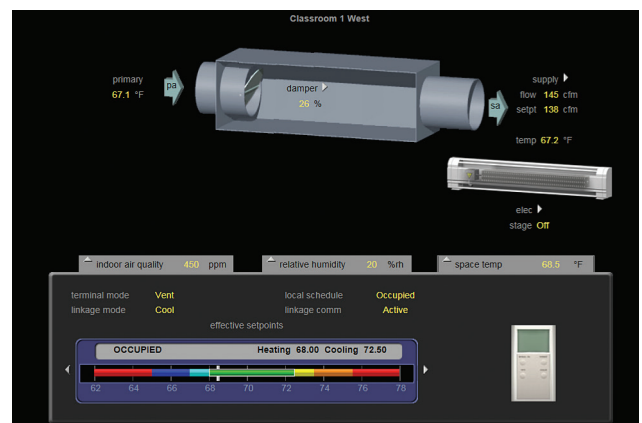 Classroom 1 West
primary
67.1 °F
pa
damper
26 %
supply
flow 145 cfm
setpt 138 cfm
sa
temp 67.2 °F
elec
stage Off
indoor air quality 450 ppm
relative humidity 20 %rh
space temp 68.5 °F
terminal mode Vent local schedule Occupied
linkage mode Cool linkage comm Active
effective setpoints
OCCUPIED Heating 68.00 Cooling 72.50
62 64 66 68 70 72 74 76 78